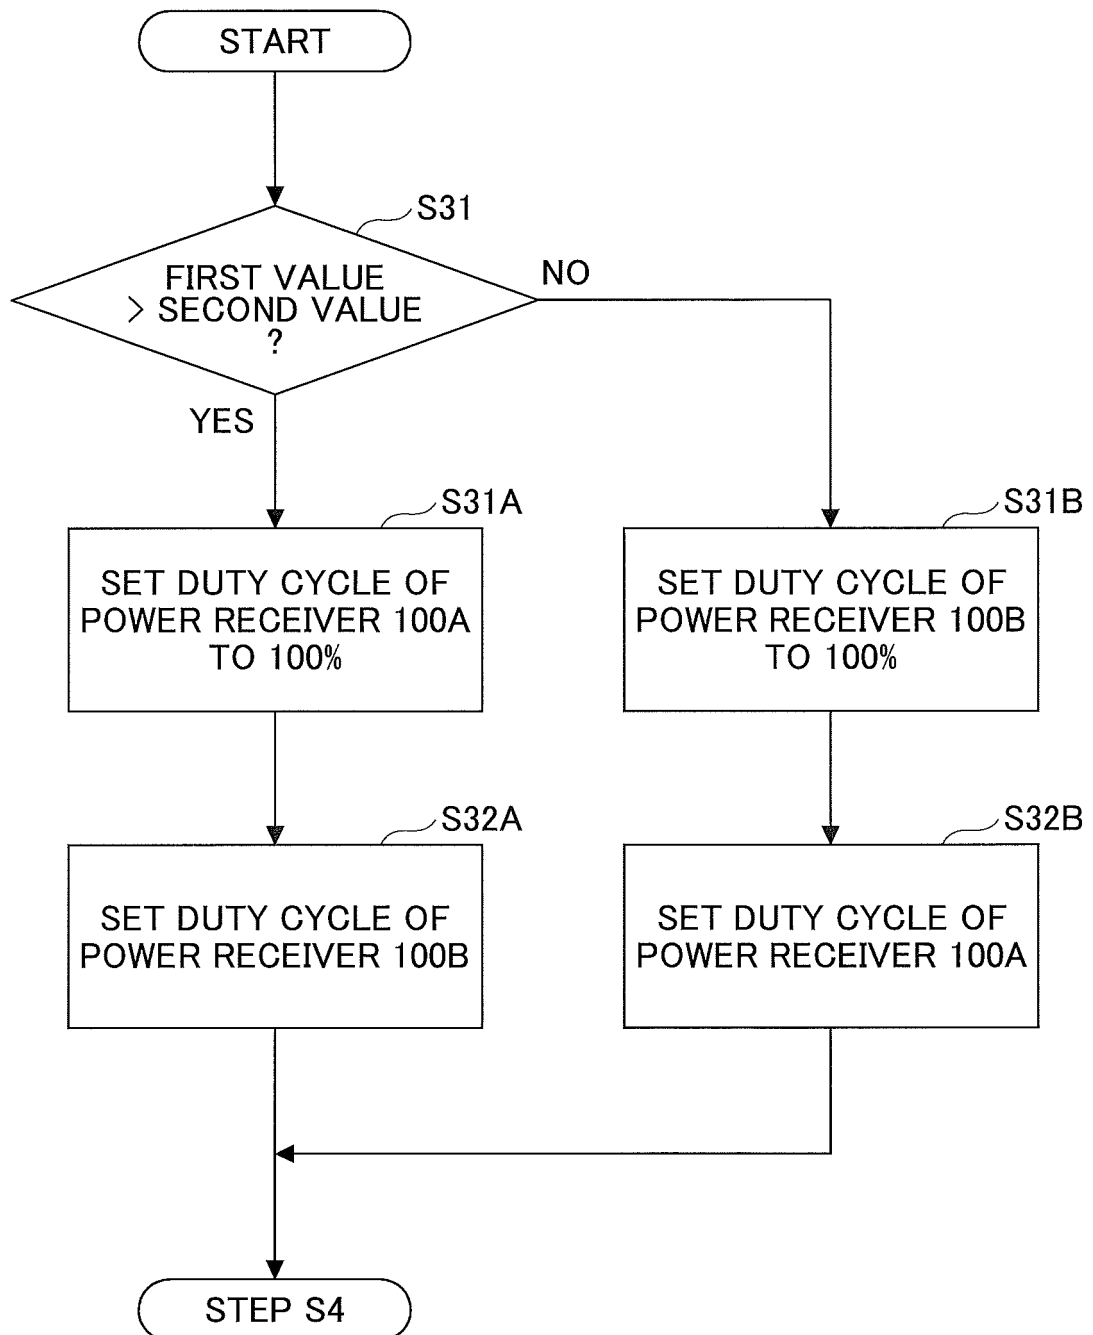 START
S31
FIRST VALUE
> SECOND VALUE
?
NO
YES
S31A
SET DUTY CYCLE OF
POWER RECEIVER 100A
TO 100%
S31B
SET DUTY CYCLE OF
POWER RECEIVER 100B
TO 100%
S32A
SET DUTY CYCLE OF
POWER RECEIVER 100B
S32B
SET DUTY CYCLE OF
POWER RECEIVER 100A
STEP S4